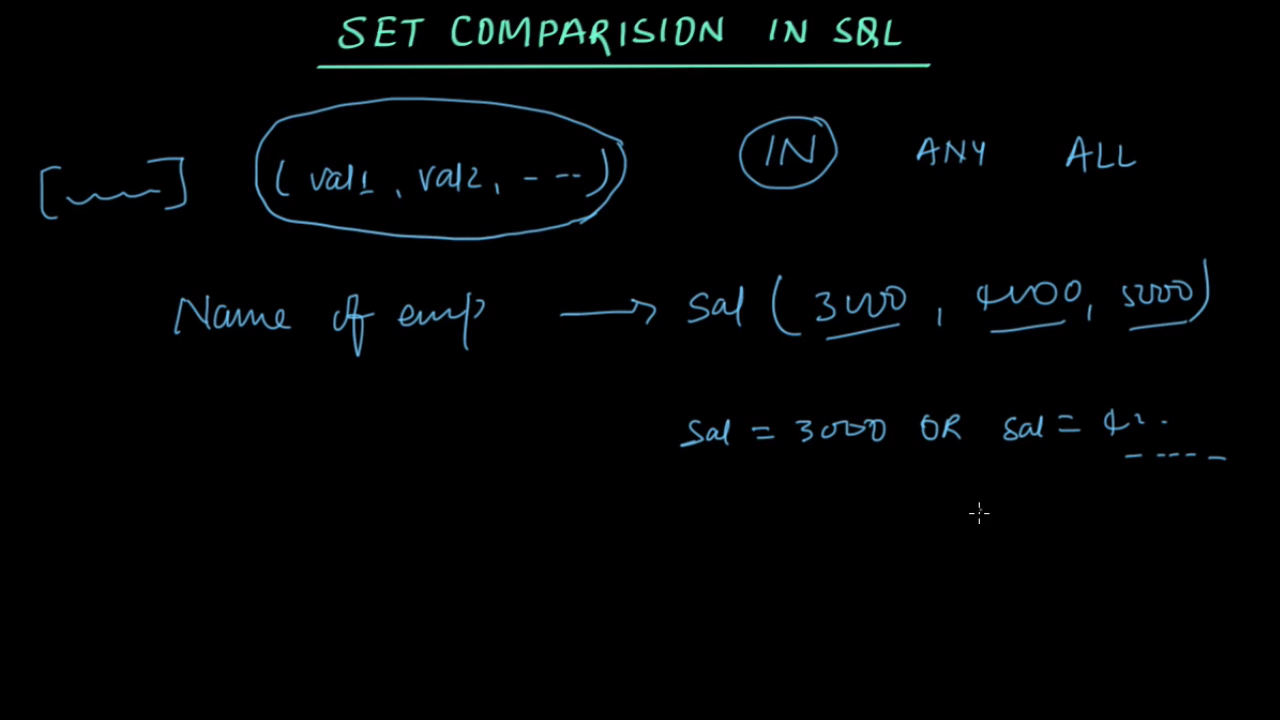 SET COMPARISION IN SQL
[ ] (val1, val2, - - - ) IN ANY ALL
Name of emp → Sal (3000, 4000, 5000)
Sal = 3000 OR Sal = 4...